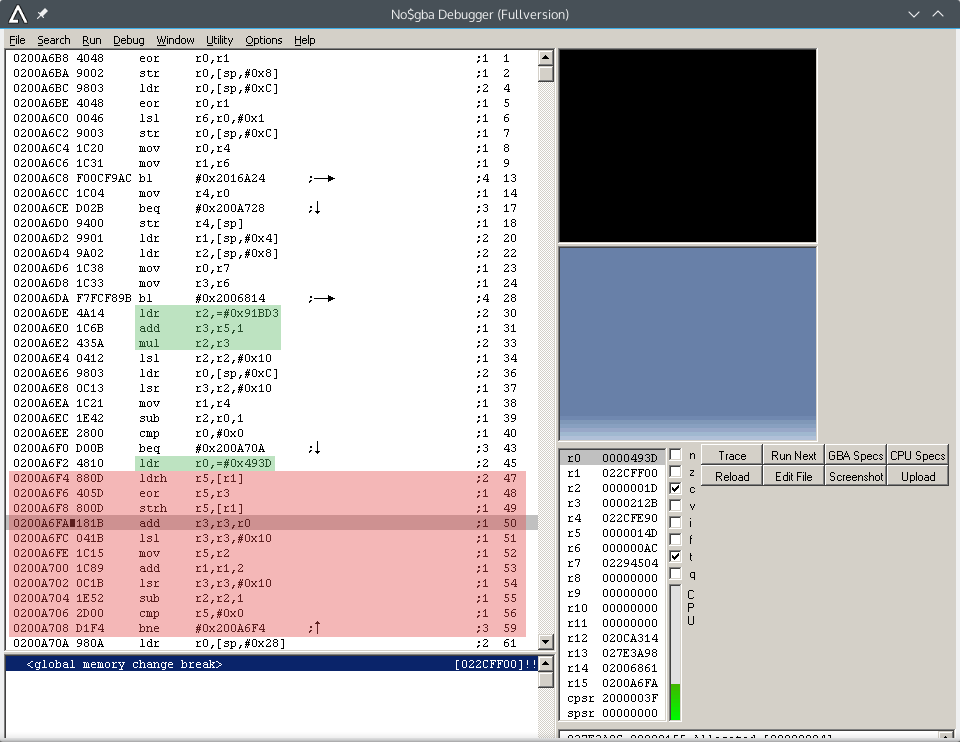 No$gba Debugger (Fullversion)
File Search Run Debug Window Utility Options Help
0200A6B8 4048 eor r0,r1 ;1 1
0200A6BA 9002 str r0,[sp,#0x8] ;1 2
0200A6BC 9803 ldr r0,[sp,#0xC] ;2 4
0200A6BE 4048 eor r0,r1 ;1 5
0200A6C0 0046 lsl r6,r0,#0x1 ;1 6
0200A6C2 9003 str r0,[sp,#0xC] ;1 7
0200A6C4 1C20 mov r0,r4 ;1 8
0200A6C6 1C31 mov r1,r6 ;1 9
0200A6C8 F00CF9AC bl #0x2016A24 ;→ ;4 13
0200A6CC 1C04 mov r4,r0 ;1 14
0200A6CE D02B beq #0x200A728 ;↓ ;3 17
0200A6D0 9400 str r4,[sp] ;1 18
0200A6D2 9901 ldr r1,[sp,#0x4] ;2 20
0200A6D4 9A02 ldr r2,[sp,#0x8] ;2 22
0200A6D6 1C38 mov r0,r7 ;1 23
0200A6D8 1C33 mov r3,r6 ;1 24
0200A6DA F7FCF89B bl #0x2006814 ;→ ;4 28
0200A6DE 4A14 ldr r2,=#0x91BD3 ;2 30
0200A6E0 1C6B add r3,r5,1 ;1 31
0200A6E2 435A mul r2,r3 ;2 33
0200A6E4 0412 lsl r2,r2,#0x10 ;1 34
0200A6E6 9803 ldr r0,[sp,#0xC] ;2 36
0200A6E8 0C13 lsr r3,r2,#0x10 ;1 37
0200A6EA 1C21 mov r1,r4 ;1 38
0200A6EC 1E42 sub r2,r0,1 ;1 39
0200A6EE 2800 cmp r0,#0x0 ;1 40
0200A6F0 D00B beq #0x200A70A ;↓ ;3 43
0200A6F2 4810 ldr r0,=#0x493D ;2 45
0200A6F4 880D ldrh r5,[r1] ;2 47
0200A6F6 405D eor r5,r3 ;1 48
0200A6F8 800D strh r5,[r1] ;1 49
0200A6FA 181B add r3,r3,r0 ;1 50
0200A6FC 041B lsl r3,r3,#0x10 ;1 51
0200A6FE 1C15 mov r5,r2 ;1 52
0200A700 1C89 add r1,r1,2 ;1 53
0200A702 0C1B lsr r3,r3,#0x10 ;1 54
0200A704 1E52 sub r2,r2,1 ;1 55
0200A706 2D00 cmp r5,#0x0 ;1 56
0200A708 D1F4 bne #0x200A6F4 ;↑ ;3 59
0200A70A 980A ldr r0,[sp,#0x28] ;2 61
<global memory change break> [022CFF00]!!
r0 0000493D
r1 022CFF00
r2 0000001D
r3 0000212B
r4 022CFE90
r5 0000014D
r6 000000AC
r7 02294504
r8 00000000
r9 00000000
r10 00000000
r11 00000000
r12 020CA314
r13 027E3A98
r14 02006861
r15 0200A6FA
cpsr 2000003F
spsr 00000000
n
z
c
v
i
f
t
q
C
P
U
Trace Run Next GBA Specs CPU Specs
Reload Edit File Screenshot Upload